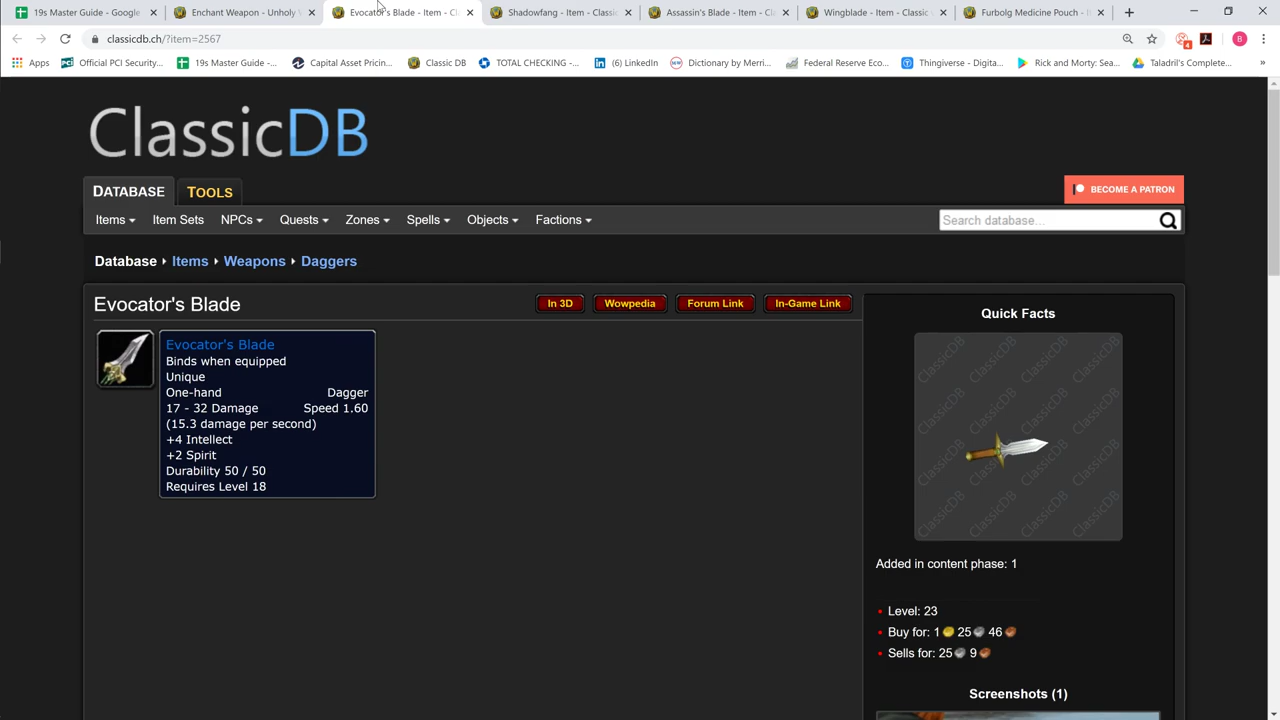 19s Master Guide - Google
Enchant Weapon - Unholy
Evocator's Blade - Item - Cl
Shadowfang - Item - Classic
Assassin's Blade - Item - Cla
Wingblade - Item - Classic
Furbolg Medicine Pouch - I
classicdb.ch/?item=2567
4
B
Apps
Official PCI Security...
19s Master Guide -...
Capital Asset Pricing...
Classic DB
TOTAL CHECKING -...
(6) LinkedIn
Dictionary by Merri...
Federal Reserve Eco...
Thingiverse - Digita...
Rick and Morty: Sea...
Taladril's Complete...
ClassicDB
DATABASE
TOOLS
BECOME A PATRON
Items
Item Sets
NPCs
Quests
Zones
Spells
Objects
Factions
Search database...
Database
Items
Weapons
Daggers
Evocator's Blade
In 3D
Wowpedia
Forum Link
In-Game Link
Evocator's Blade
Binds when equipped
Unique
One-hand Dagger
17 - 32 Damage Speed 1.60
(15.3 damage per second)
+4 Intellect
+2 Spirit
Durability 50 / 50
Requires Level 18
Quick Facts
ClassicDB
Added in content phase: 1
Level: 23
Buy for: 1 25 46
Sells for: 25 9
Screenshots (1)